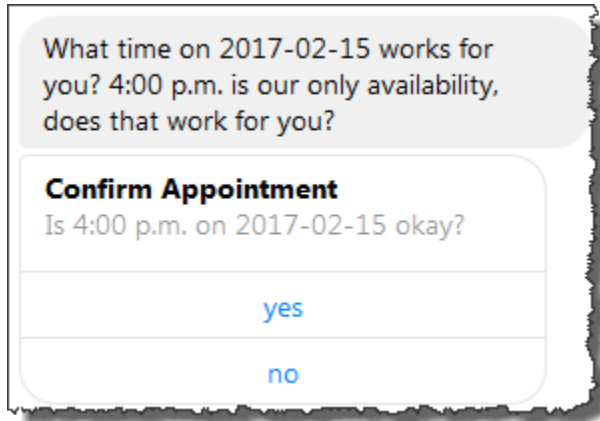 What time on 2017-02-15 works for
you? 4:00 p.m. is our only availability,
does that work for you?
Confirm Appointment
Is 4:00 p.m. on 2017-02-15 okay?
yes
no